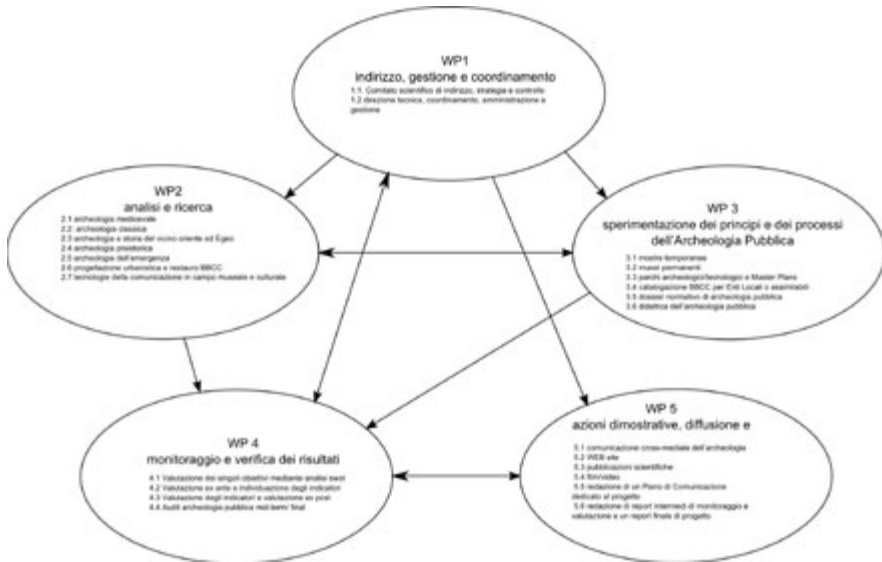 WP1
indirizzo, gestione e coordinamento
1.1. Comitato scientifico di indirizzo, strategia e controllo
1.2 direzione tecnica, coordinamento, amministrazione e
gestione
WP2
analisi e ricerca
2.1 archeologia medioevale
2.2. archeologia classica
2.3 archeologia e storia del vicino oriente ed Egeo
2.4 archeologia preistorica
2.5 archeologia dell'emergenza
2.6 progettazione urbanistica e restauro BBCC
2.7 tecnologie della comunicazione in campo museale e culturale
WP 3
sperimentazione dei principi e dei processi
dell'Archeologia Pubblica
3.1 mostre temporanee
3.2 musei permanenti
3.3 parchi archeologici/tecnologici e Master Plans
3.4 catalogazione BBCC per Enti Locali o assimilabili
3.5 dossier normativo di archeologia pubblica
3.6 didattica dell'archeologia pubblica
WP 4
monitoraggio e verifica dei risultati
4.1 Valutazione dei singoli obiettivi mediante analisi swot
4.2 Valutazione ex ante e individuazione degli indicatori
4.3 Valutazione degli indicatori e valutazione ex post
4.4 Audit archeologia pubblica mid-term/ final
WP 5
azioni dimostrative, diffusione e
5.1 comunicazione cross-mediale dell'archeologia
5.2 WEB site
5.3 pubblicazioni scientifiche
5.4 film/video
5.5 redazione di un Piano di Comunicazione
dedicato al progetto
5.6 redazione di report intermedi di monitoraggio e
valutazione e un report finale di progetto